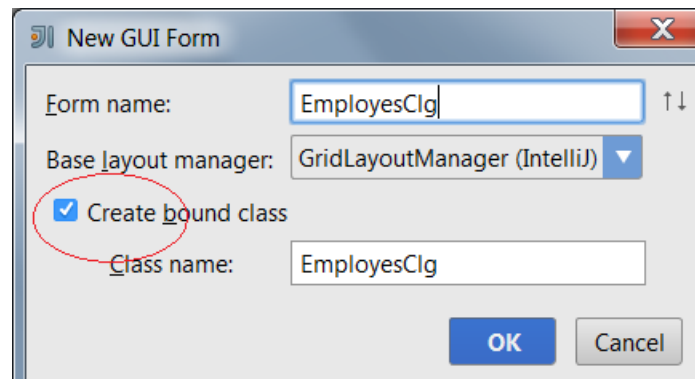 New GUI Form
Form name: EmployesClg
Base layout manager: GridLayoutManager (IntelliJ)
Create bound class
Class name: EmployesClg
OK Cancel